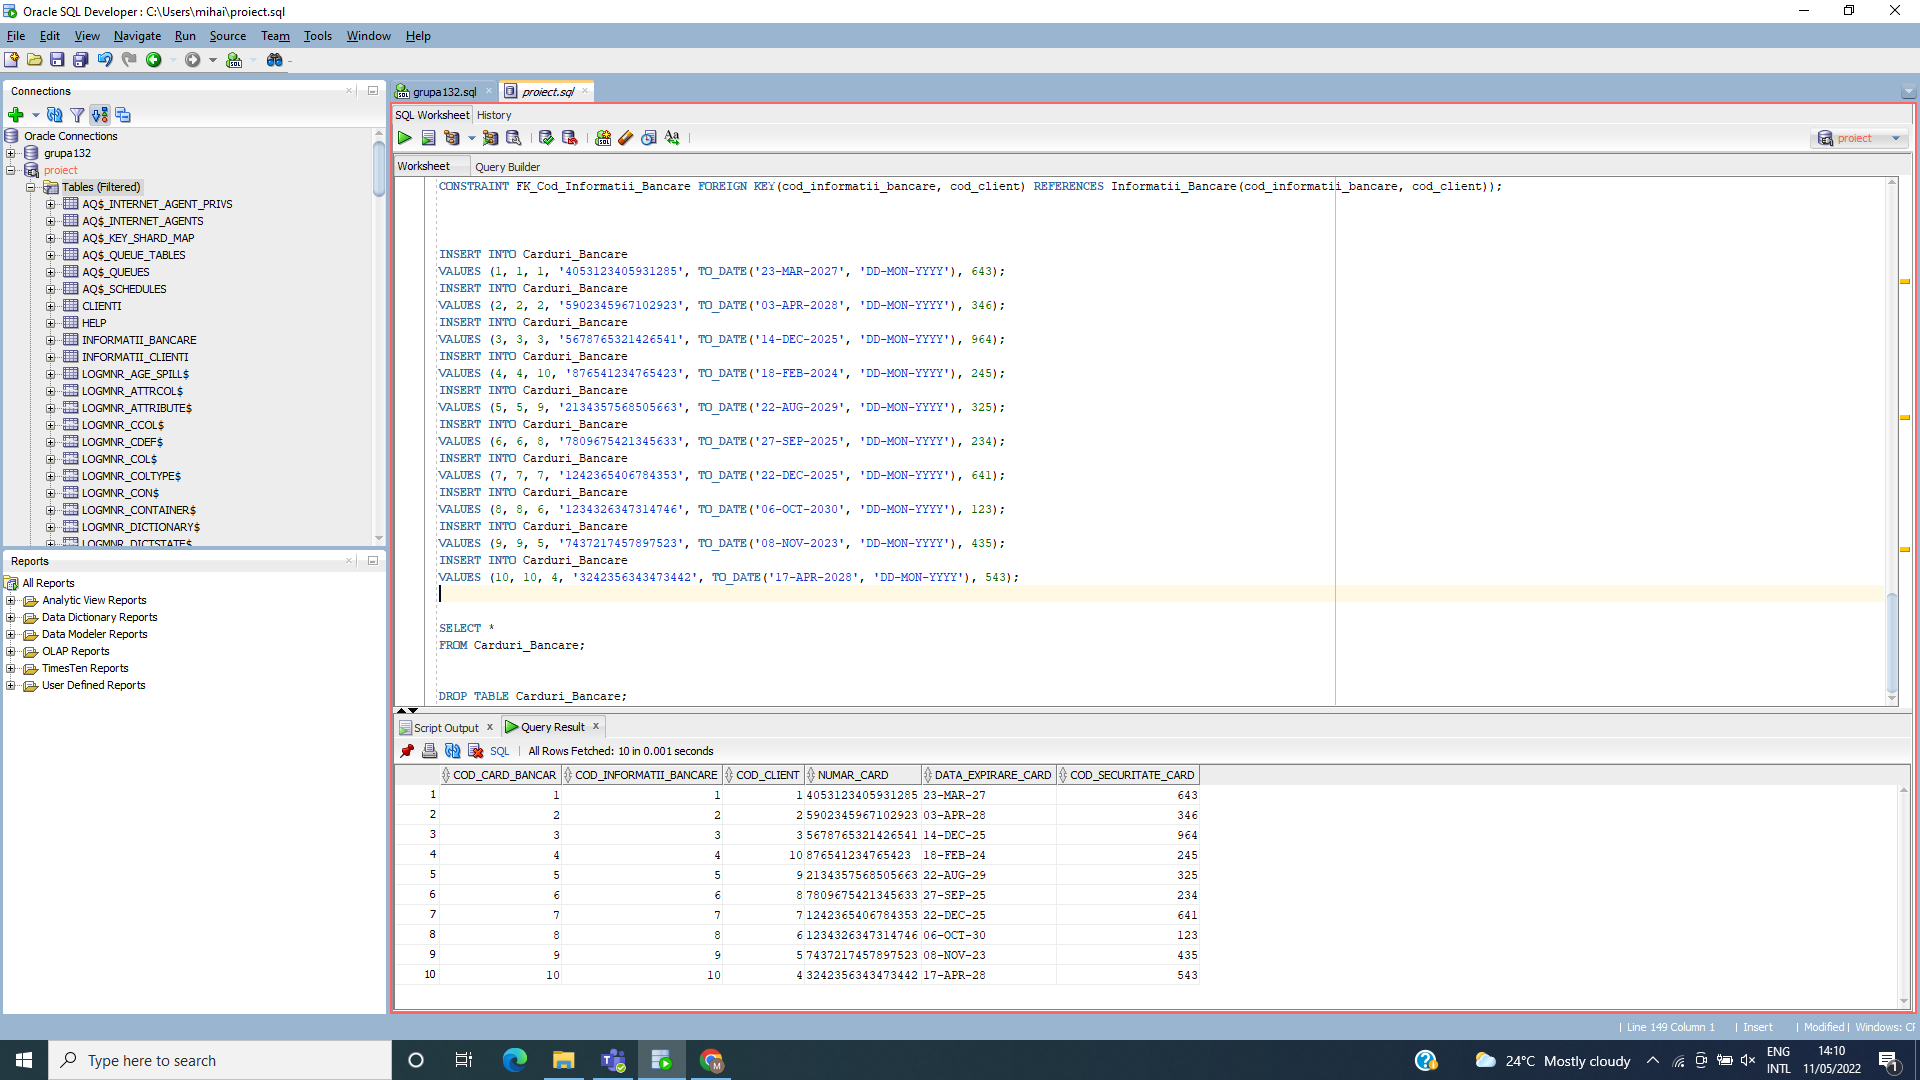 Oracle SQL Developer : C:\Users\mihai\proiect.sql
File Edit View Navigate Run Source Team Tools Window Help
Connections
Oracle Connections
grupa132
proiect
Tables (Filtered)
AQ$_INTERNET_AGENT_PRIVS
AQ$_INTERNET_AGENTS
AQ$_KEY_SHARD_MAP
AQ$_QUEUE_TABLES
AQ$_QUEUES
AQ$_SCHEDULES
CLIENTI
HELP
INFORMATII_BANCARE
INFORMATII_CLIENTI
LOGMNR_AGE_SPILL$
LOGMNR_ATTRCOL$
LOGMNR_ATTRIBUTE$
LOGMNR_CCOL$
LOGMNR_CDEF$
LOGMNR_COL$
LOGMNR_COLTYPE$
LOGMNR_CON$
LOGMNR_CONTAINER$
LOGMNR_DICTIONARY$
LOGMNR_DICTSTATE$
Reports
All Reports
Analytic View Reports
Data Dictionary Reports
Data Modeler Reports
OLAP Reports
TimesTen Reports
User Defined Reports
grupa132.sql proiect.sql
SQL Worksheet History
Aa
proiect
Worksheet Query Builder
CONSTRAINT FK_Cod_Informatii_Bancare FOREIGN KEY(cod_informatii_bancare, cod_client) REFERENCES Informatii_Bancare(cod_informatii_bancare, cod_client));
INSERT INTO Carduri_Bancare
VALUES (1, 1, 1, '4053123405931285', TO_DATE('23-MAR-2027', 'DD-MON-YYYY'), 643);
INSERT INTO Carduri_Bancare
VALUES (2, 2, 2, '5902345967102923', TO_DATE('03-APR-2028', 'DD-MON-YYYY'), 346);
INSERT INTO Carduri_Bancare
VALUES (3, 3, 3, '5678765321426541', TO_DATE('14-DEC-2025', 'DD-MON-YYYY'), 964);
INSERT INTO Carduri_Bancare
VALUES (4, 4, 10, '876541234765423', TO_DATE('18-FEB-2024', 'DD-MON-YYYY'), 245);
INSERT INTO Carduri_Bancare
VALUES (5, 5, 9, '2134357568505663', TO_DATE('22-AUG-2029', 'DD-MON-YYYY'), 325);
INSERT INTO Carduri_Bancare
VALUES (6, 6, 8, '7809675421345633', TO_DATE('27-SEP-2025', 'DD-MON-YYYY'), 234);
INSERT INTO Carduri_Bancare
VALUES (7, 7, 7, '1242365406784353', TO_DATE('22-DEC-2025', 'DD-MON-YYYY'), 641);
INSERT INTO Carduri_Bancare
VALUES (8, 8, 6, '1234326347314746', TO_DATE('06-OCT-2030', 'DD-MON-YYYY'), 123);
INSERT INTO Carduri_Bancare
VALUES (9, 9, 5, '7437217457897523', TO_DATE('08-NOV-2023', 'DD-MON-YYYY'), 435);
INSERT INTO Carduri_Bancare
VALUES (10, 10, 4, '3242356343473442', TO_DATE('17-APR-2028', 'DD-MON-YYYY'), 543);
SELECT *
FROM Carduri_Bancare;
DROP TABLE Carduri_Bancare;
Script Output Query Result
SQL All Rows Fetched: 10 in 0.001 seconds
COD_CARD_BANCAR COD_INFORMATII_BANCARE COD_CLIENT NUMAR_CARD DATA_EXPIRARE_CARD COD_SECURITATE_CARD
1 1 1 1 4053123405931285 23-MAR-27 643
2 2 2 2 5902345967102923 03-APR-28 346
3 3 3 3 5678765321426541 14-DEC-25 964
4 4 4 10 876541234765423 18-FEB-24 245
5 5 5 9 2134357568505663 22-AUG-29 325
6 6 6 8 7809675421345633 27-SEP-25 234
7 7 7 7 1242365406784353 22-DEC-25 641
8 8 8 6 1234326347314746 06-OCT-30 123
9 9 9 5 7437217457897523 08-NOV-23 435
10 10 10 4 3242356343473442 17-APR-28 543
Line 149 Column 1 Insert Modified Windows: CF
Type here to search
24°C Mostly cloudy
ENG
INTL
14:10
11/05/2022
1